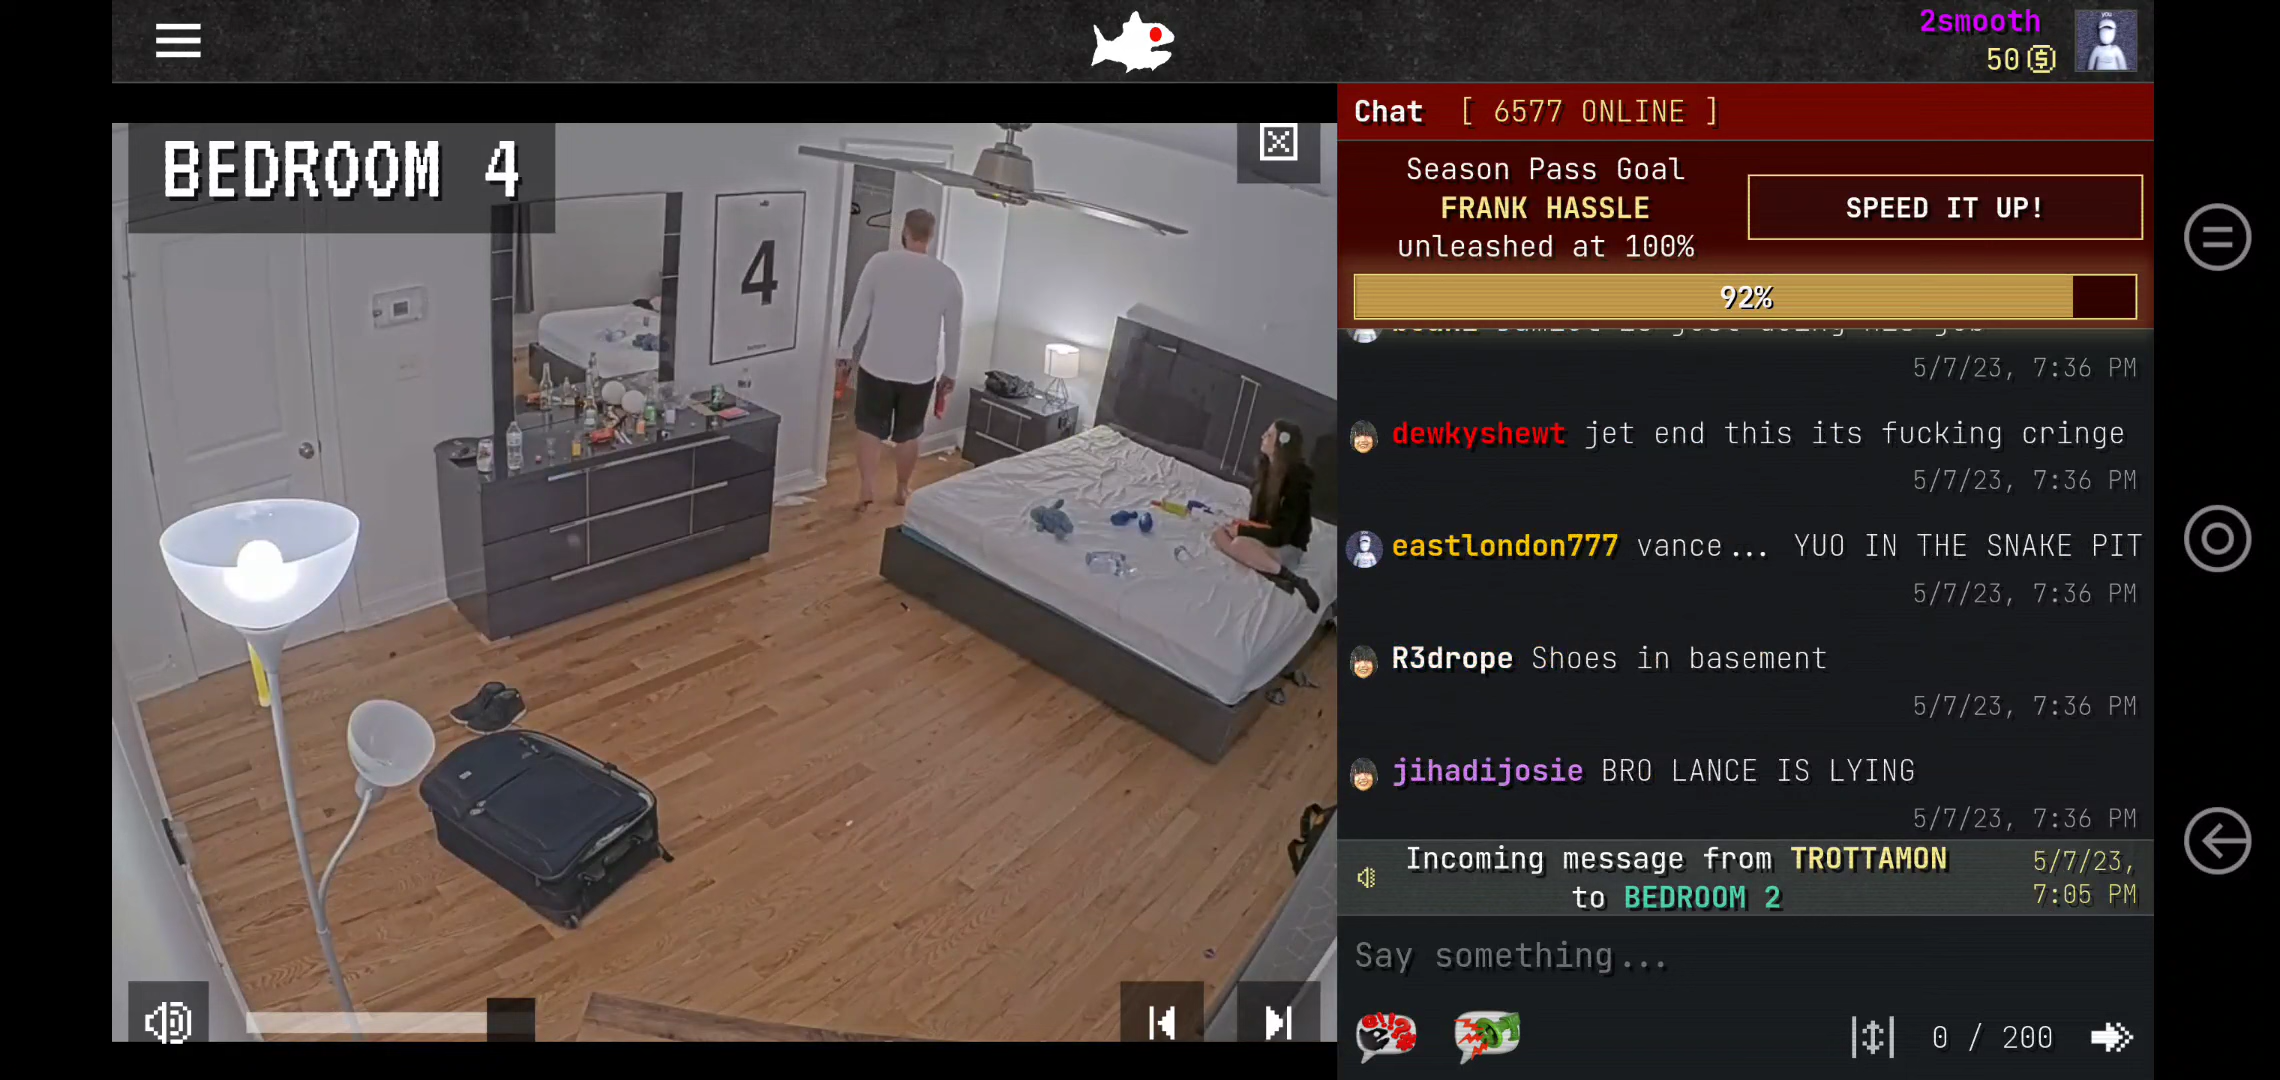 2smooth
50
BEDROOM 4
4
Chat [ 6577 ONLINE ]
Season Pass Goal
FRANK HASSLE
unleashed at 100%
SPEED IT UP!
92%
5/7/23, 7:36 PM
dewkyshewt jet end this its fucking cringe
5/7/23, 7:36 PM
eastlondon777 vance... YUO IN THE SNAKE PIT
5/7/23, 7:36 PM
R3drope Shoes in basement
5/7/23, 7:36 PM
jihadijosie BRO LANCE IS LYING
5/7/23, 7:36 PM
Incoming message from TROTTAMON
to BEDROOM 2
5/7/23,
7:05 PM
Say something...
0 / 200